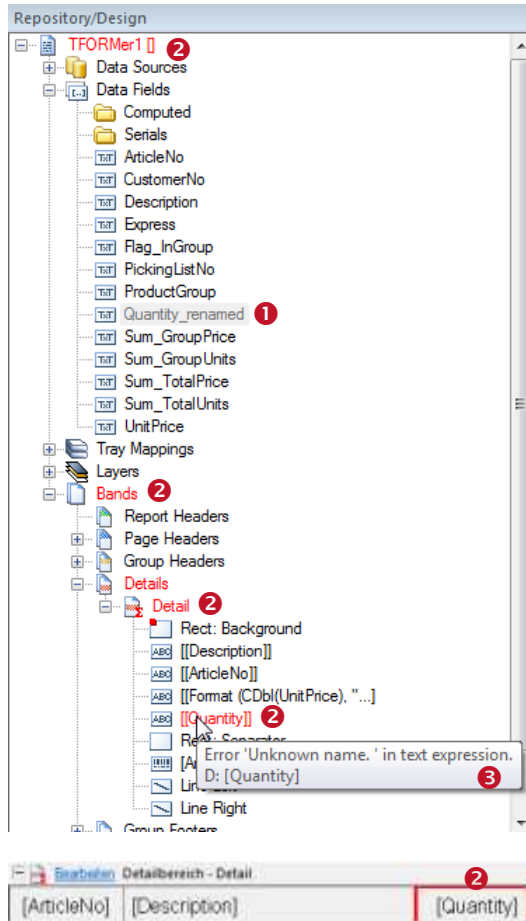 Repository/Design
TFORMer1 [] 2
Data Sources
Data Fields
Computed
Serials
ArticleNo
CustomerNo
Description
Express
Flag_InGroup
PickingListNo
ProductGroup
Quantity_renamed 1
Sum_GroupPrice
Sum_GroupUnits
Sum_TotalPrice
Sum_TotalUnits
UnitPrice
Tray Mappings
Layers
Bands 2
Report Headers
Page Headers
Group Headers
Details
Detail 2
Rect: Background
[[Description]]
[[ArticleNo]]
[[Format (CDbl(UnitPrice), "...]
[[Quantity]] 2
Error 'Unknown name. ' in text expression.
D: [Quantity] 3
Line Right
Group Footers
Bearbeiten Detailbereich - Detail 2
[ArticleNo] [Description] [Quantity]